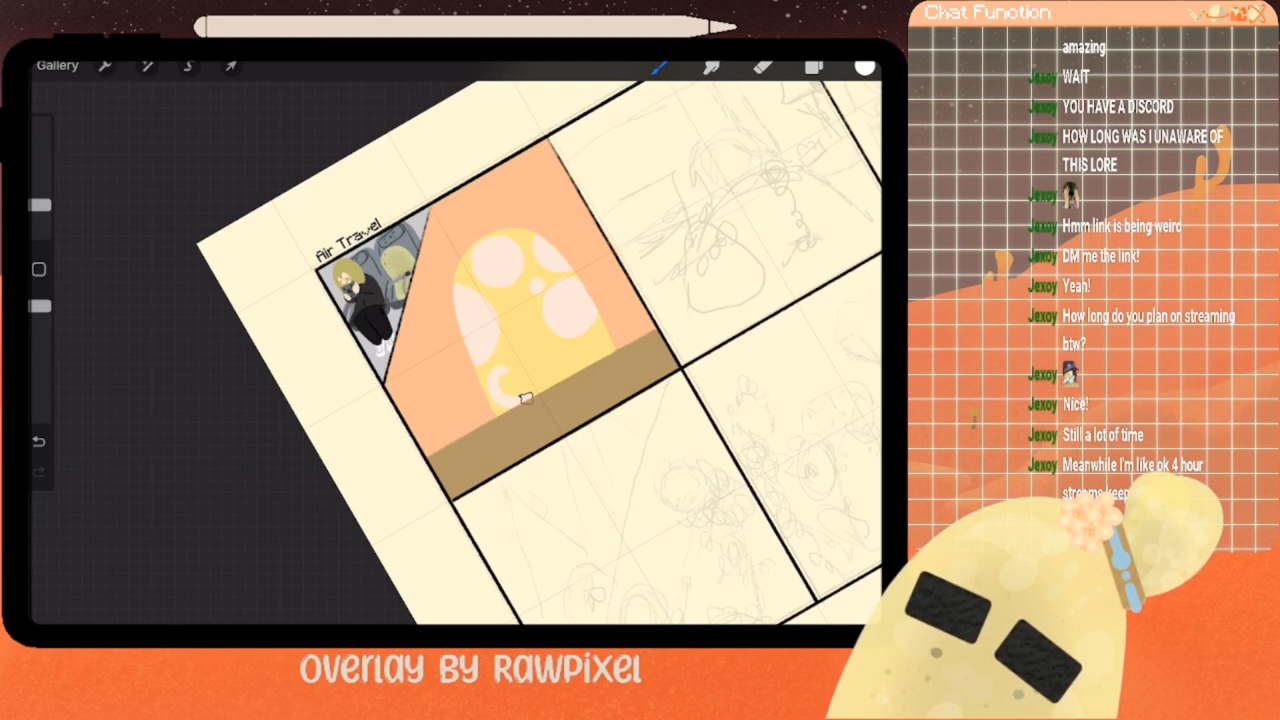 Chat Function
Gallery
amazing
Jexoy WAIT
Jexoy YOU HAVE A DISCORD
Jexoy HOW LONG WAS I UNAWARE OF
THIS LORE
Jexoy
Jexoy Hmm link is being weird
Jexoy DM me the link!
Jexoy Yeah!
Jexoy How long do you plan on streaming
btw?
Jexoy
Jexoy Nice!
Jexoy Still a lot of time
Jexoy Meanwhile I'm like ok 4 hour
streams keep
Air Travel
Overlay by Rawpixel